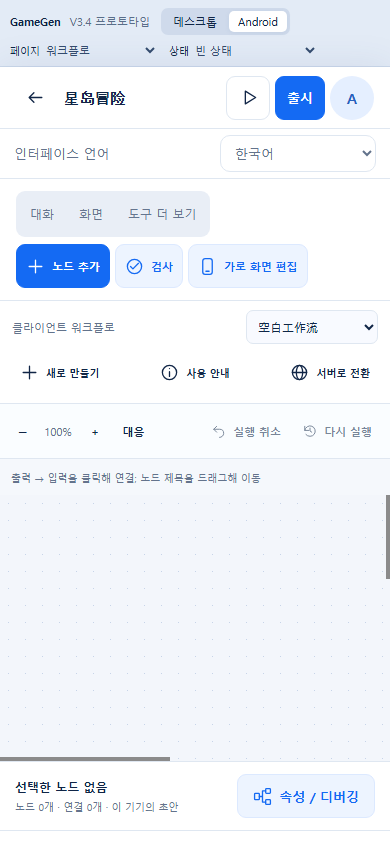 GameGen V3.4 프로토타입 데스크톱 Android
페이지 워크플로 상태 빈 상태
星岛冒险 출시 A
인터페이스 언어 한국어
대화 화면 도구 더 보기
노드 추가 검사 가로 화면 편집
클라이언트 워크플로 空白工作流
새로 만들기 사용 안내 서버로 전환
− 100% + 대응 실행 취소 다시 실행
출력 → 입력을 클릭해 연결; 노드 제목을 드래그해 이동
선택한 노드 없음
노드 0개 · 연결 0개 · 이 기기의 초안
속성 / 디버깅